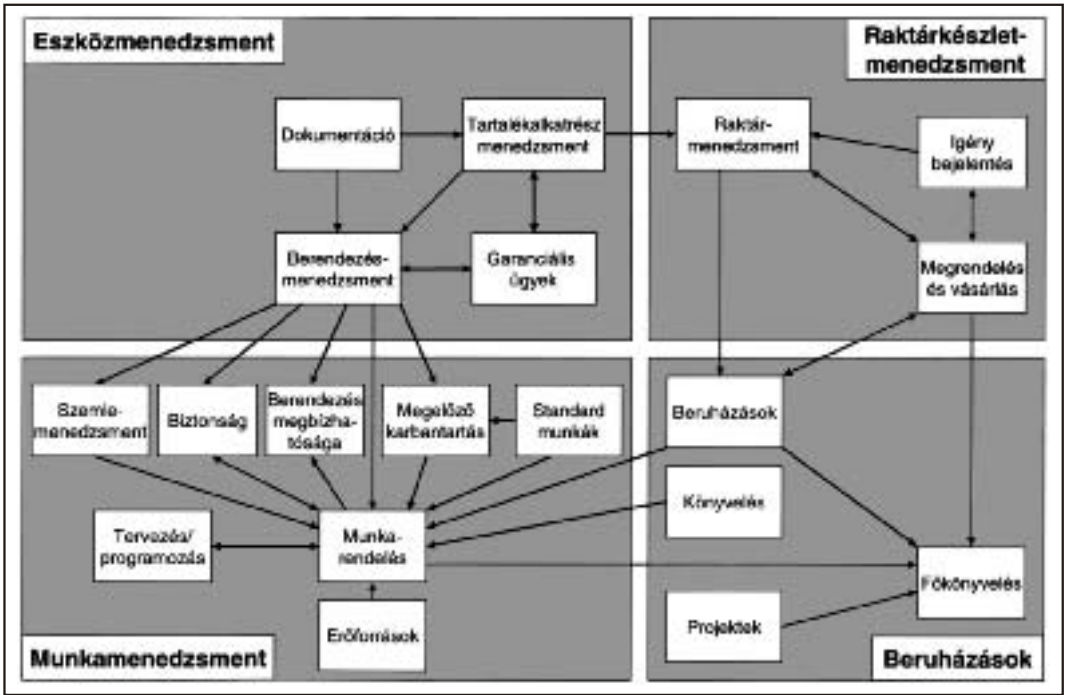 Eszközmenedzsment
Raktárkészlet-
menedzsment
Dokumentáció
Tartalékalkatrész
menedzsment
Raktár-
menedzsament
Igény
bejelentés
Berendezés-
menedzsment
Garanciális
ügyek
Megrendelés
és vásárlás
Szemle-
menedzsment
Biztonság
Berendezés
megbízha-
tósága
Megelőző
karbantartás
Standard
munkák
Beruházások
Könyvelés
Tervezés/
programozás
Munka-
rendelés
Főkönyvelés
Erőforrások
Projektek
Munkamenedzsment
Beruházások